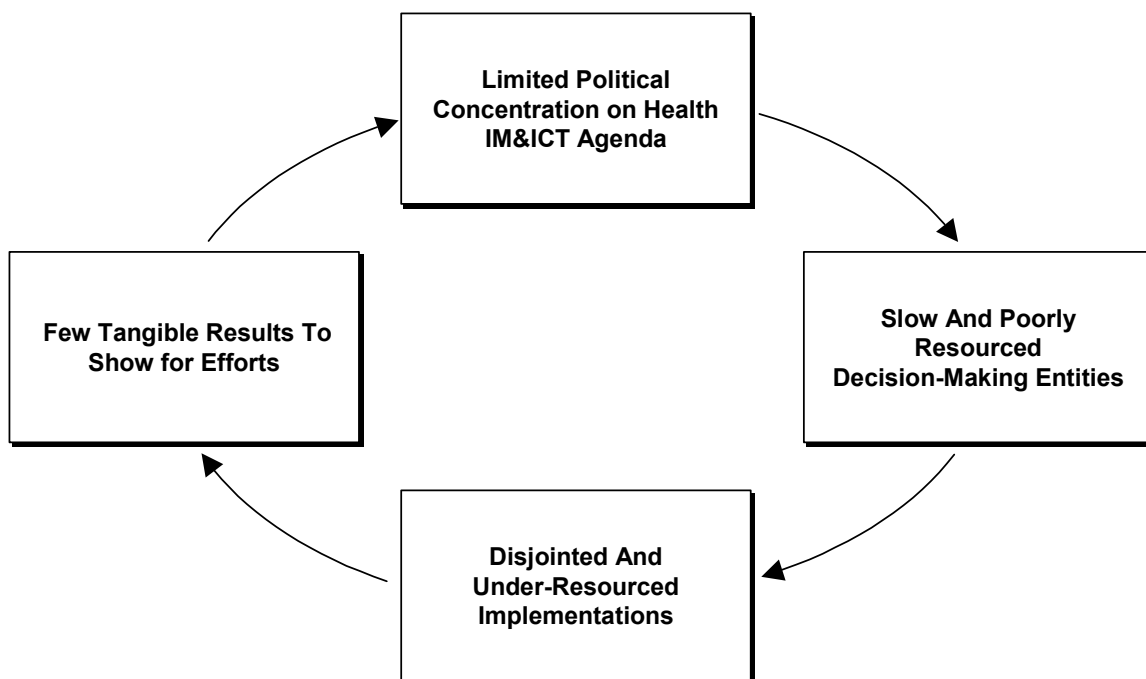 Limited Political
Concentration on Health
IM&ICT Agenda
Few Tangible Results To
Show for Efforts
Slow And Poorly
Resourced
Decision-Making Entities
Disjointed And
Under-Resourced
Implementations